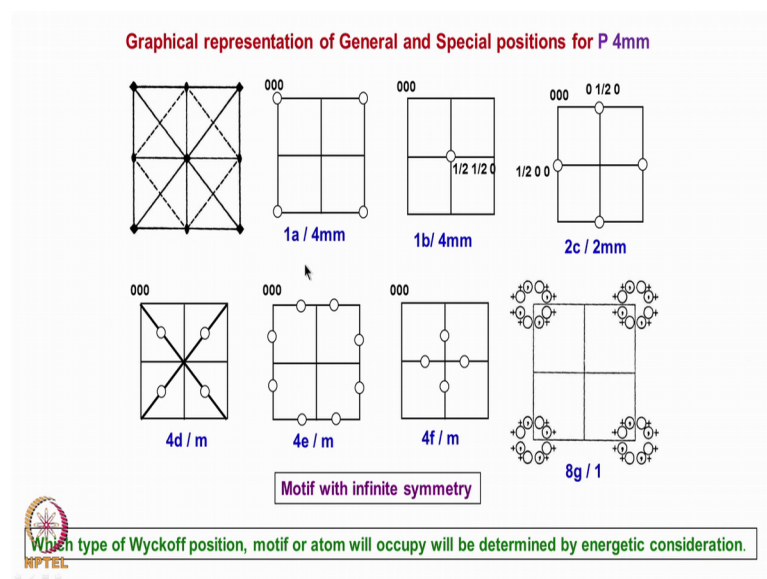 Graphical representation of General and Special positions for P 4mm
000
000
000 0 1/2 0
1/2 1/2 0
1/2 0 0
1a / 4mm
1b/ 4mm
2c / 2mm
000
000
000
4d / m
4e / m
4f / m
8g / 1
Motif with infinite symmetry
Which type of Wyckoff position, motif or atom will occupy will be determined by energetic consideration.
NPTEL